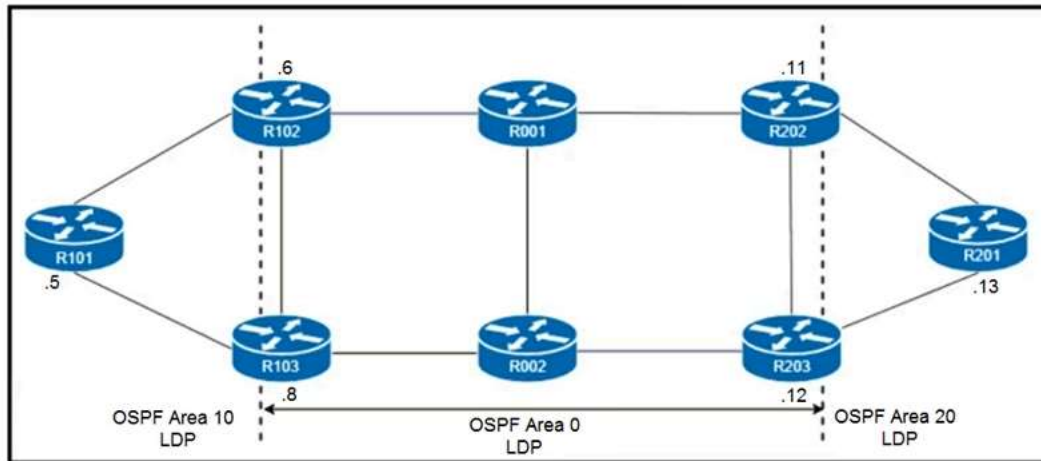 .6
.11
R102
R001
R202
R101
R201
.5
.13
R103
R002
R203
.8
.12
OSPF Area 10
LDP
OSPF Area 0
LDP
OSPF Area 20
LDP